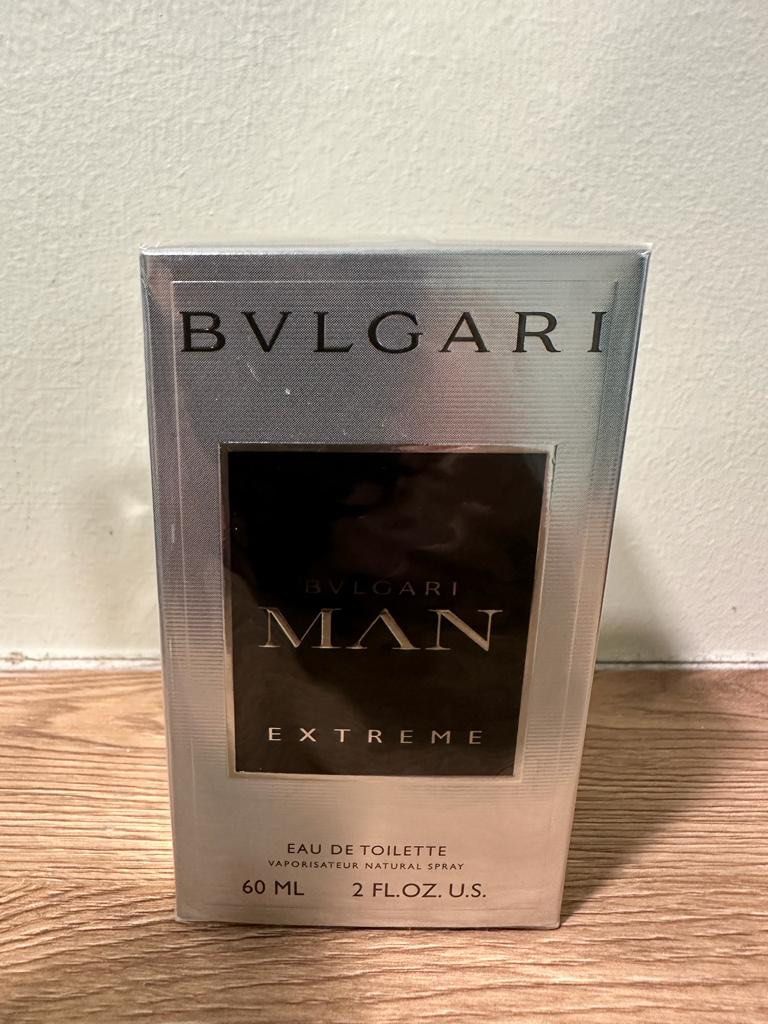 BVLGARI
BVLGARI
MAN
EXTREME
EAU DE TOILETTE
VAPORISATEUR NATURAL SPRAY
60 ML 2 FL.OZ. U.S.